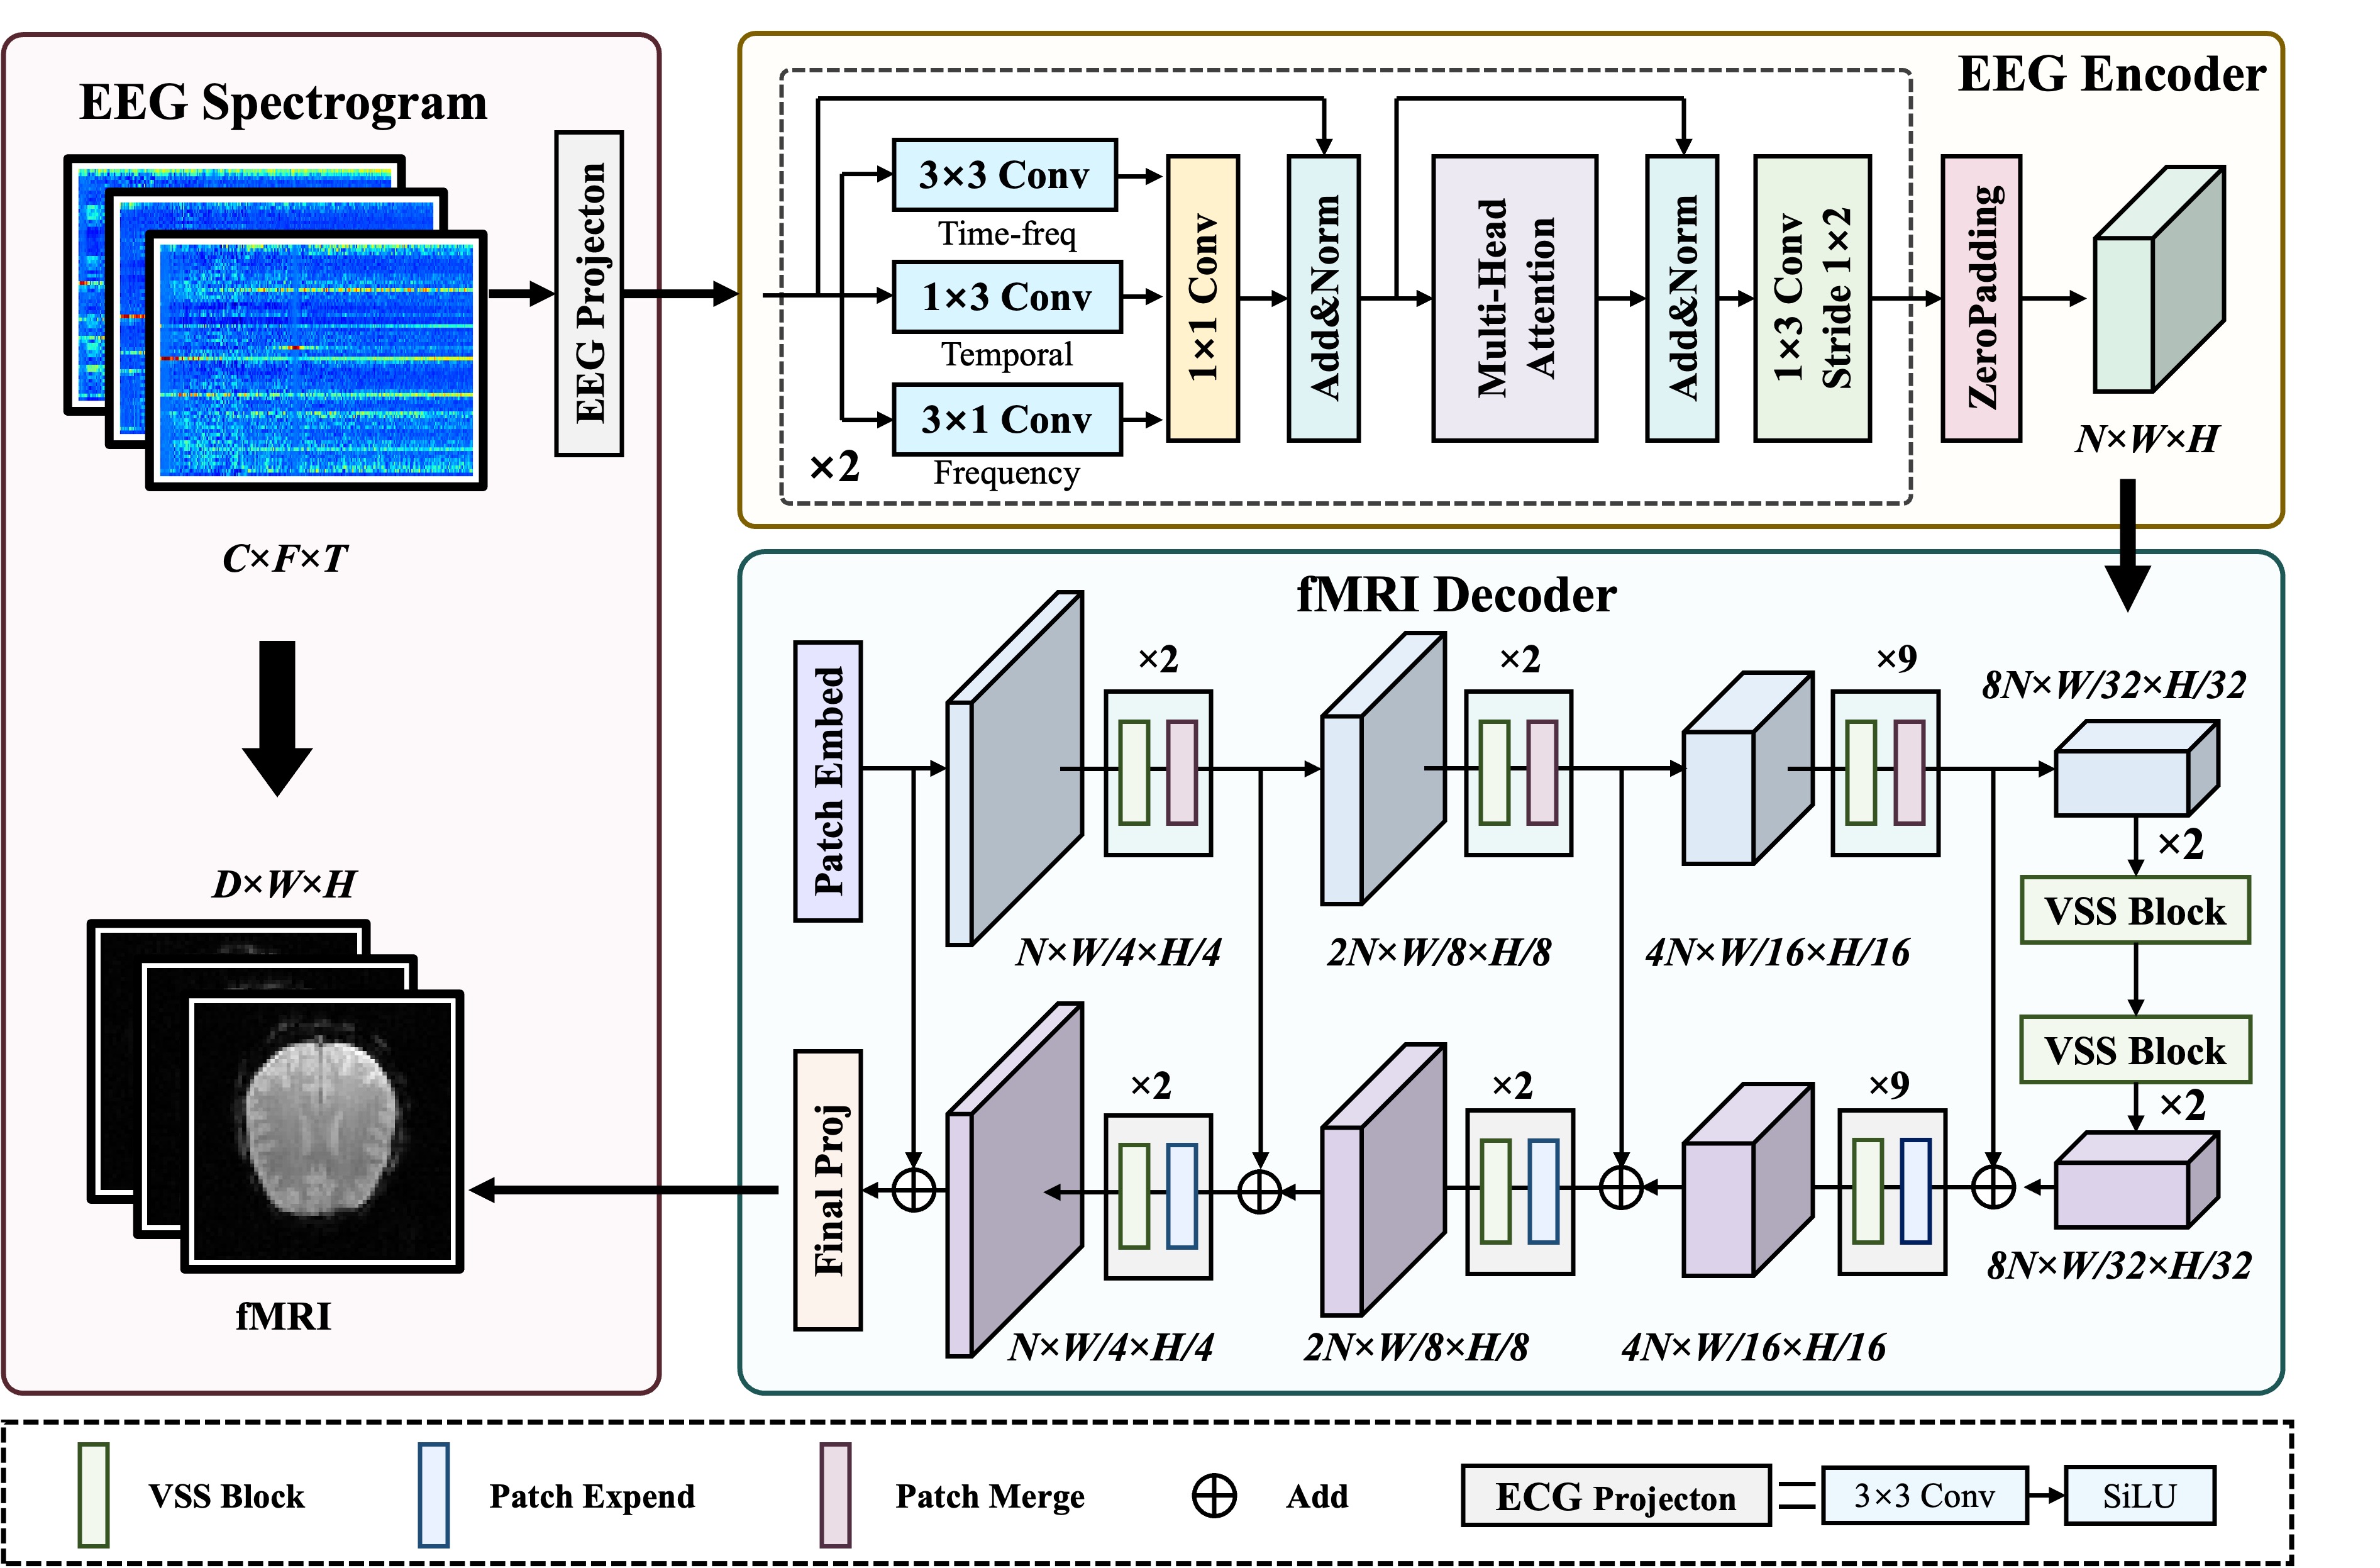 EEG Spectrogram
C×F×T
EEG Projecton
D×W×H
fMRI
EEG Encoder
3×3 Conv
Time-freq
1×3 Conv
Temporal
3×1 Conv
Frequency
×2
1×1 Conv
Add&Norm
Multi-Head
Attention
Add&Norm
1×3 Conv
Stride 1×2
ZeroPadding
N×W×H
fMRI Decoder
Patch Embed
×2
×2
×9
8N×W/32×H/32
N×W/4×H/4
2N×W/8×H/8
4N×W/16×H/16
×2
VSS Block
VSS Block
×2
Final Proj
×2
×2
×9
N×W/4×H/4
2N×W/8×H/8
4N×W/16×H/16
8N×W/32×H/32
VSS Block
Patch Expend
Patch Merge
Add
ECG Projecton
3×3 Conv
SiLU